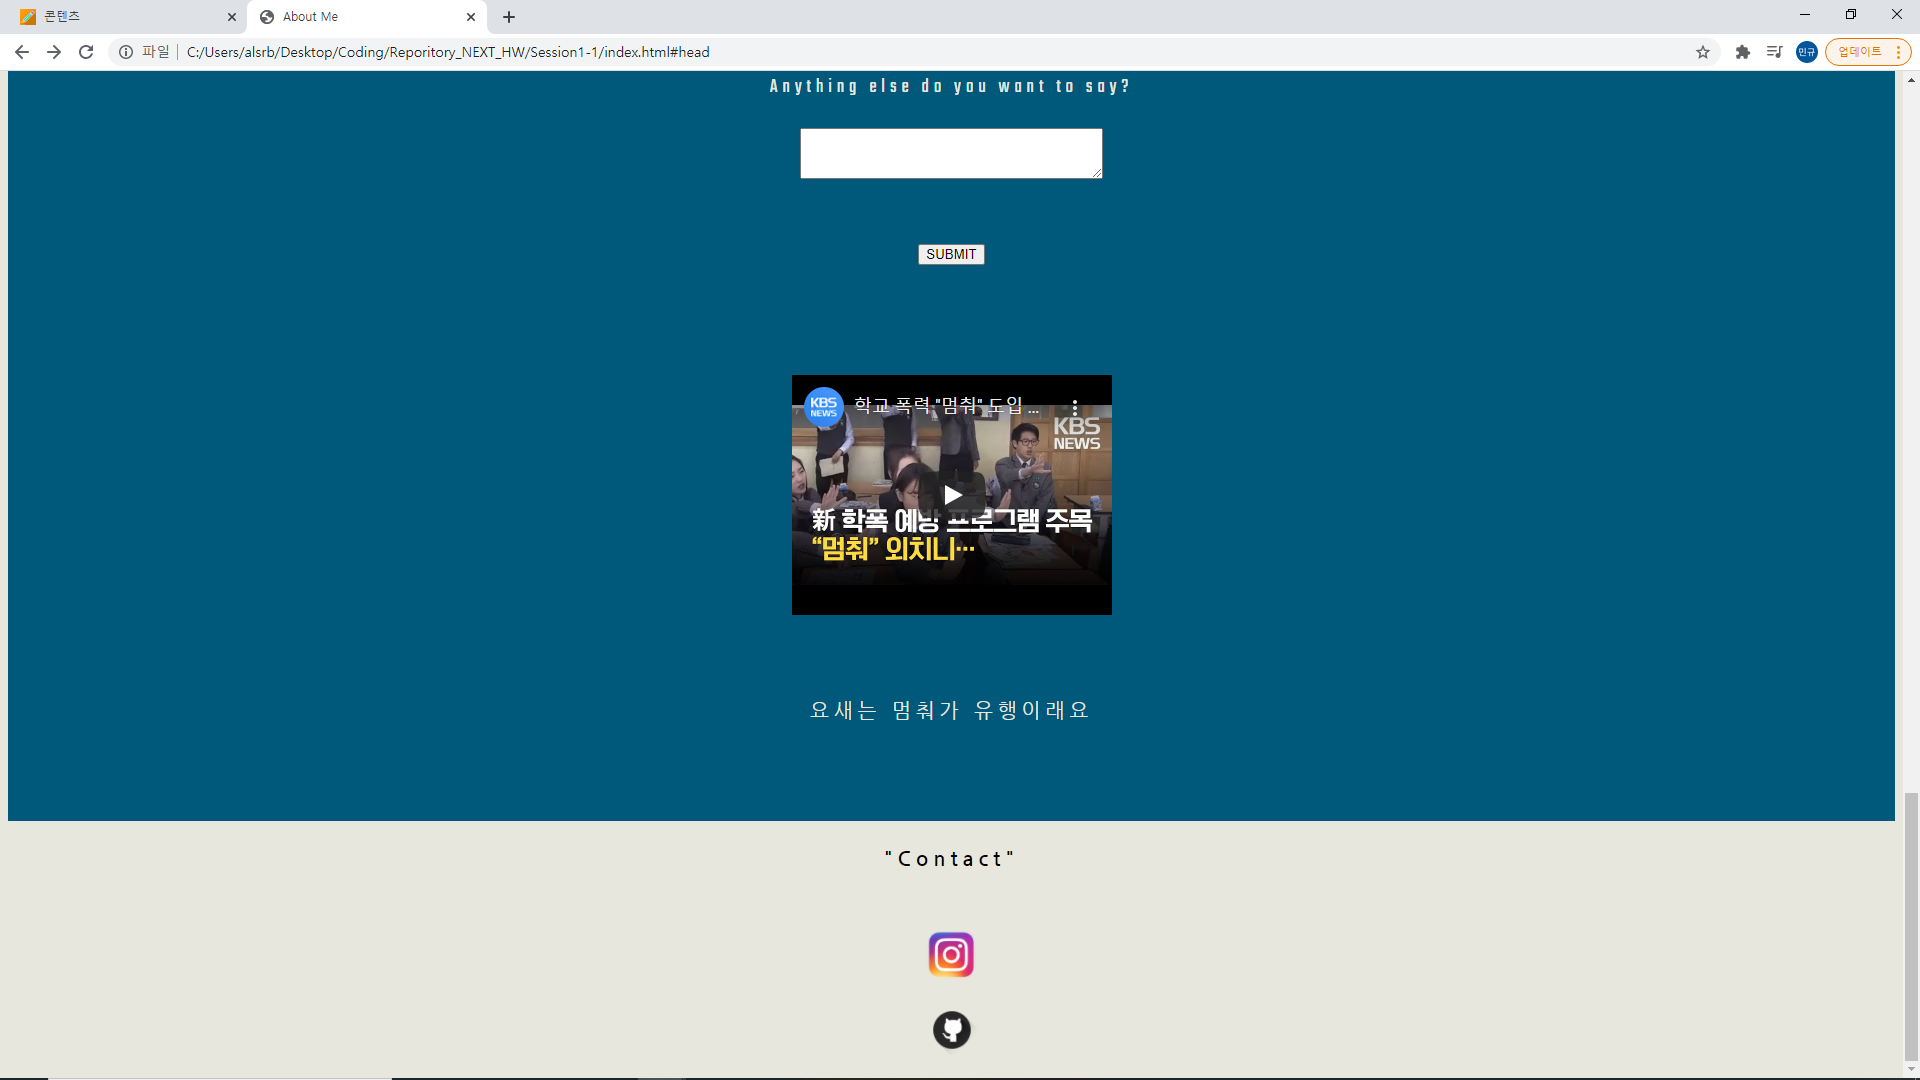 콘텐츠
About Me
파일
C:/Users/alsrb/Desktop/Coding/Reporitory_NEXT_HW/Session1-1/index.html#head
민규
업데이트
Anything else do you want to say?
SUBMIT
KBS NEWS
학교 폭력 "멈춰" 도입 ...
KBS
NEWS
新 학폭 예방 프로그램 주목
“멈춰” 외치니…
요새는 멈춰가 유행이래요
"Contact"